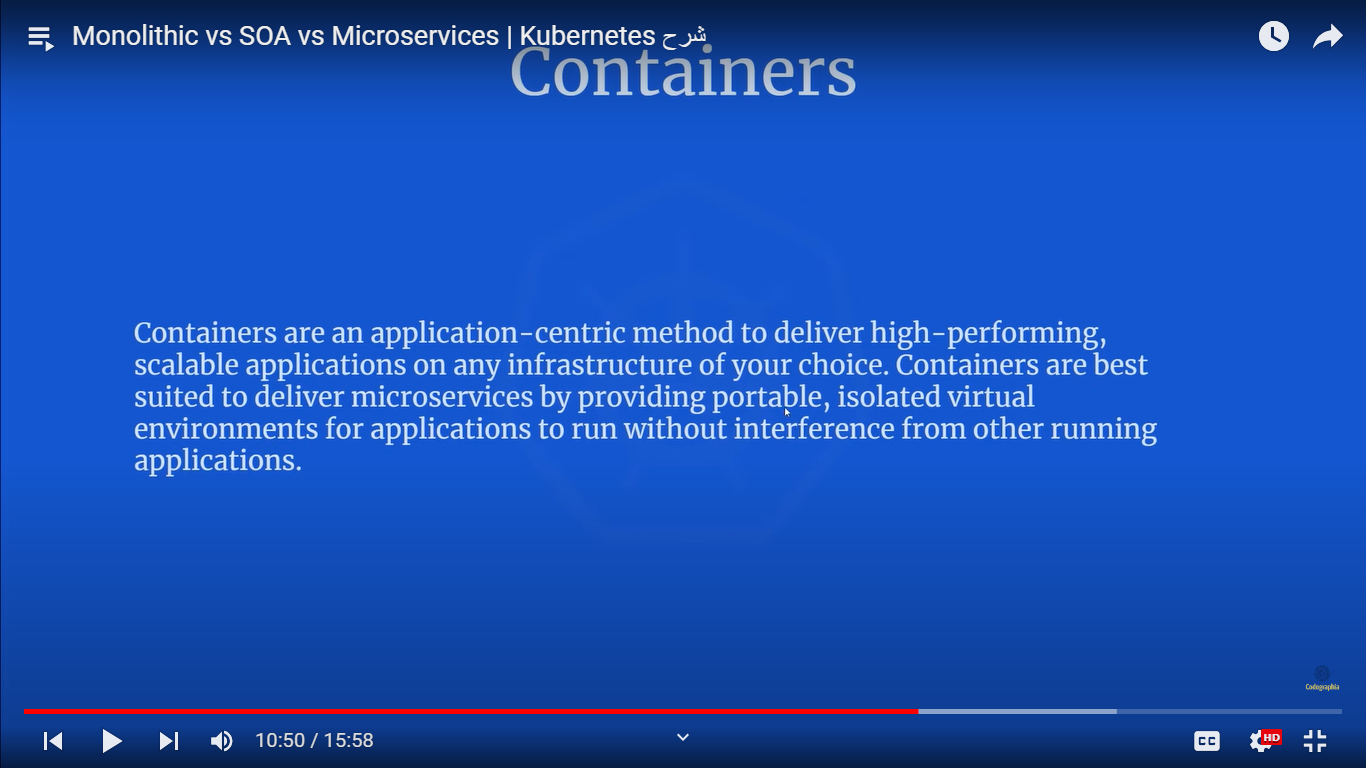 Monolithic vs SOA vs Microservices | Kubernetes شرح
Containers
Containers are an application-centric method to deliver high-performing,
scalable applications on any infrastructure of your choice. Containers are best
suited to deliver microservices by providing portable, isolated virtual
environments for applications to run without interference from other running
applications.
Codographia
10:50 / 15:58
CC
HD